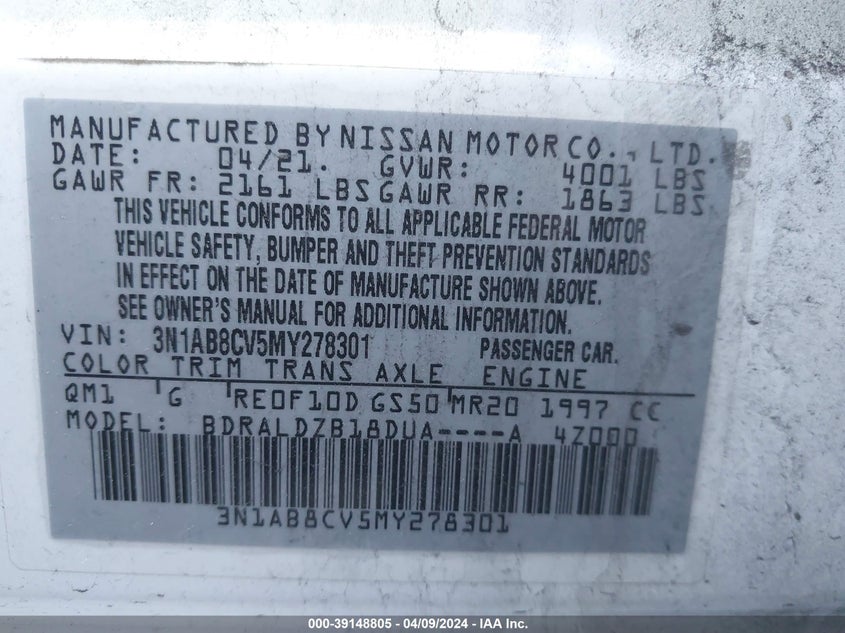 MANUFACTURED BY NISSAN MOTOR CO., LTD.
DATE: 04/21. GVWR: 4001 LBS
GAWR FR: 2161 LBS GAWR RR: 1863 LBS
THIS VEHICLE CONFORMS TO ALL APPLICABLE FEDERAL MOTOR
VEHICLE SAFETY, BUMPER AND THEFT PREVENTION STANDARDS
IN EFFECT ON THE DATE OF MANUFACTURE SHOWN ABOVE.
SEE OWNER'S MANUAL FOR ADDITIONAL INFORMATION.
VIN: 3N1AB8CV5MY278301 PASSENGER CAR.
COLOR TRIM TRANS AXLE ENGINE
QM1 G RE0F10D GS50 MR20 1997 CC
MODEL: BDRALDZB18DUA----A 4Z000
3N1AB8CV5MY278301
000-39148805 - 04/09/2024 - IAA Inc.